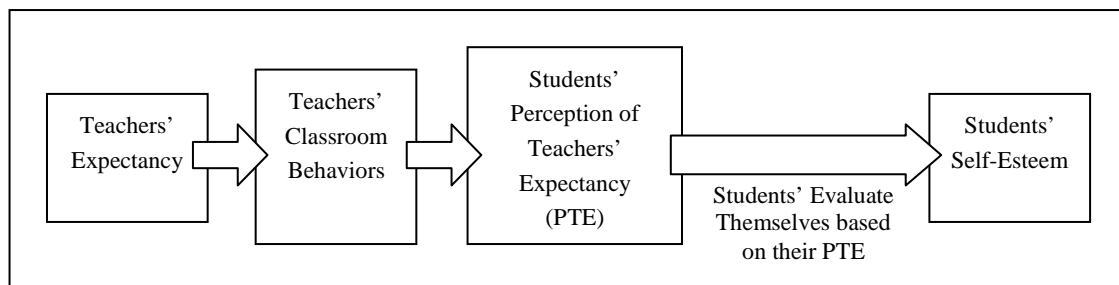 Teachers'
Expectancy
Teachers'
Classroom
Behaviors
Students'
Perception of
Teachers'
Expectancy
(PTE)
Students' Evaluate
Themselves based
on their PTE
Students'
Self-Esteem